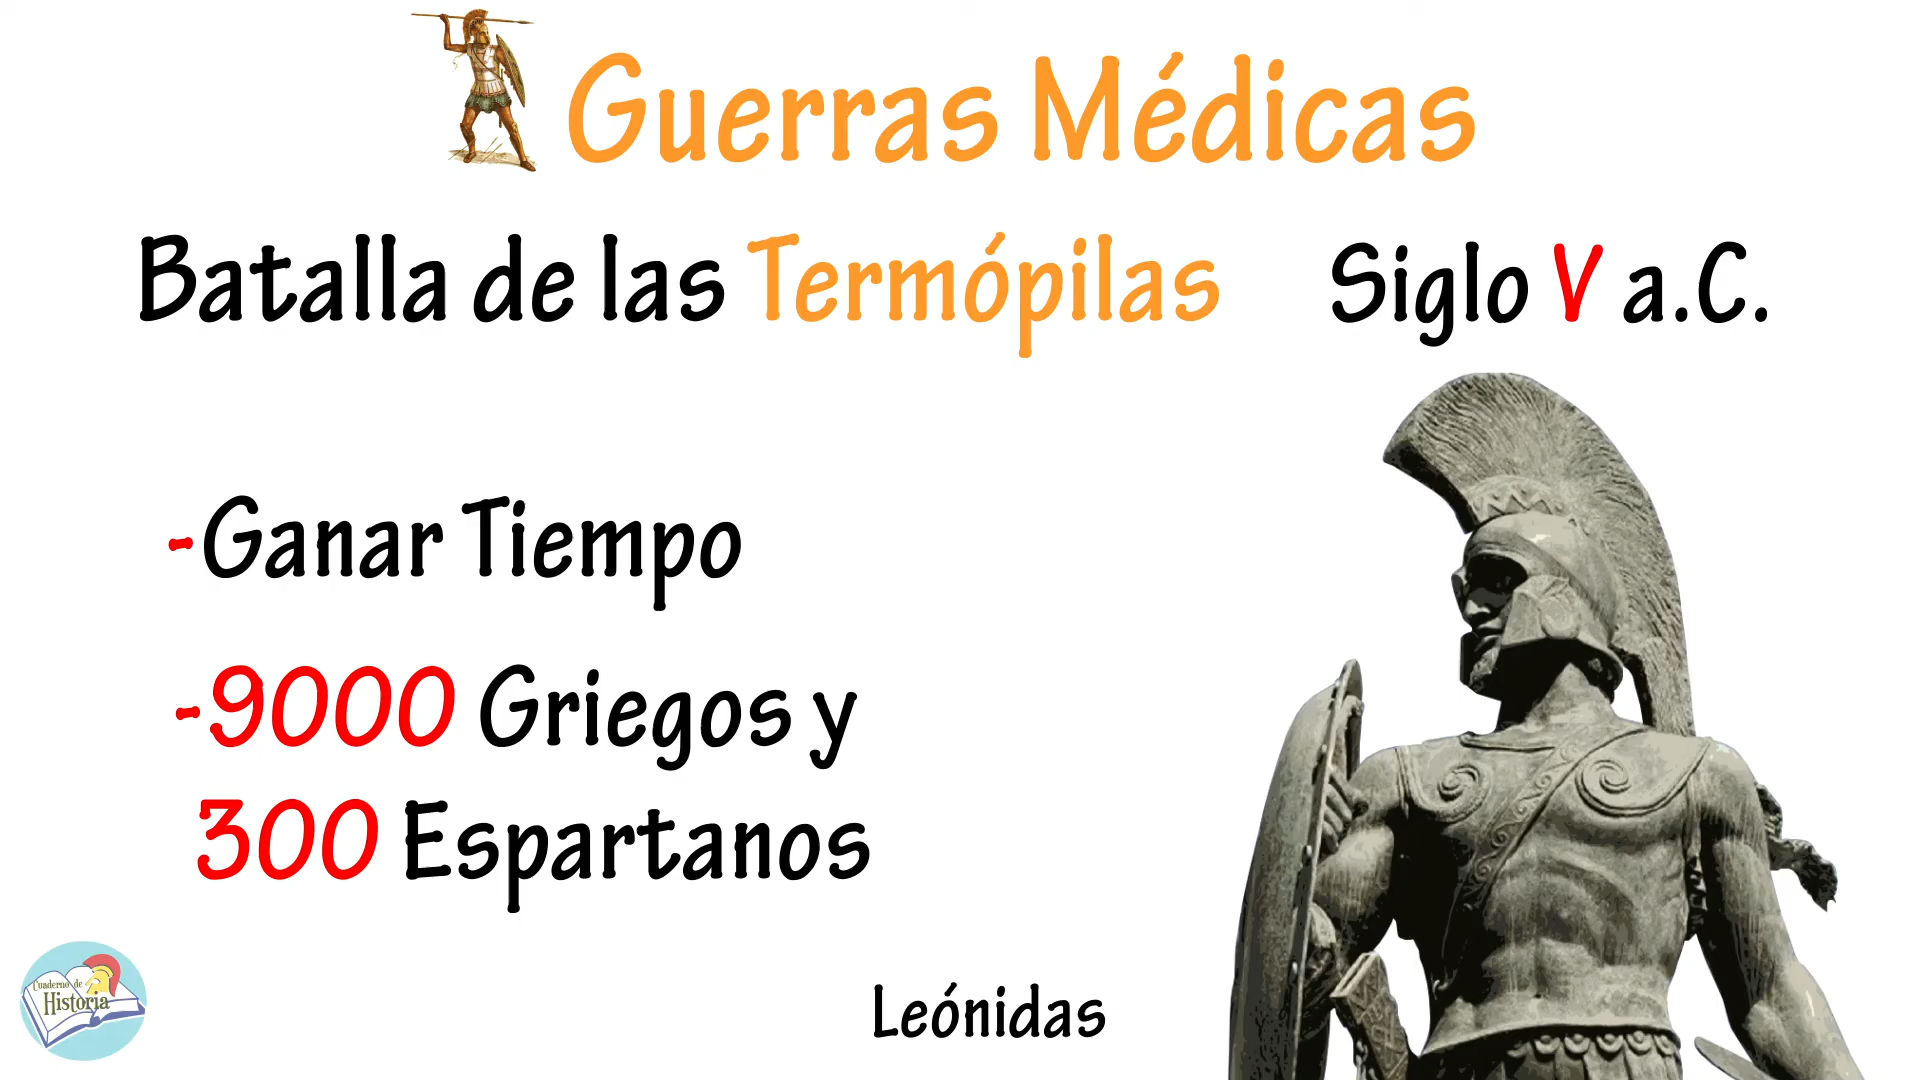 Guerras Médicas
Batalla de las Termópilas Siglo V a.C.
-Ganar Tiempo
-9000 Griegos y
300 Espartanos
Leónidas
Cuaderno de
Historia